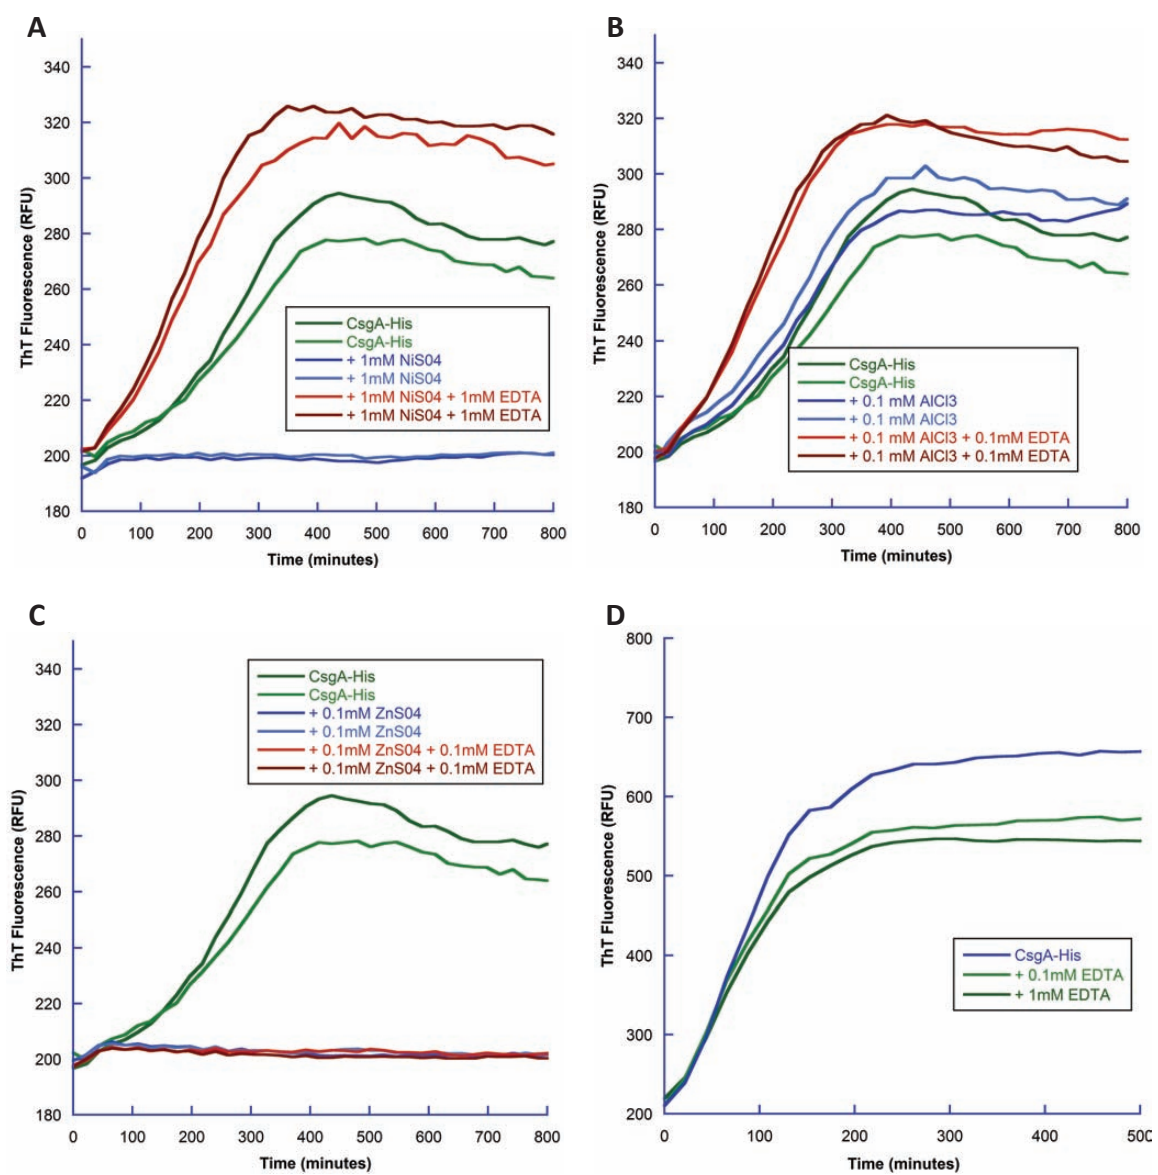 A
340
320
300
280
260
240
220
200
180
ThT Fluorescence (RFU)
CsgA-His
CsgA-His
+ 1mM NiS04
+ 1mM NiS04
+ 1mM NiS04 + 1mM EDTA
+ 1mM NiS04 + 1mM EDTA
0 100 200 300 400 500 600 700 800
Time (minutes)
B
340
320
300
280
260
240
220
200
180
ThT Fluorescence (RFU)
CsgA-His
CsgA-His
+ 0.1 mM AlCl3
+ 0.1 mM AlCl3
+ 0.1 mM AlCl3 + 0.1mM EDTA
+ 0.1 mM AlCl3 + 0.1mM EDTA
0 100 200 300 400 500 600 700 800
Time (minutes)
C
340
320
300
280
260
240
220
200
180
ThT Fluorescence (RFU)
CsgA-His
CsgA-His
+ 0.1mM ZnS04
+ 0.1mM ZnS04
+ 0.1mM ZnS04 + 0.1mM EDTA
+ 0.1mM ZnS04 + 0.1mM EDTA
0 100 200 300 400 500 600 700 800
Time (minutes)
D
800
700
600
500
400
300
200
ThT Fluorescence (RFU)
CsgA-His
+ 0.1mM EDTA
+ 1mM EDTA
0 100 200 300 400 500
Time (minutes)